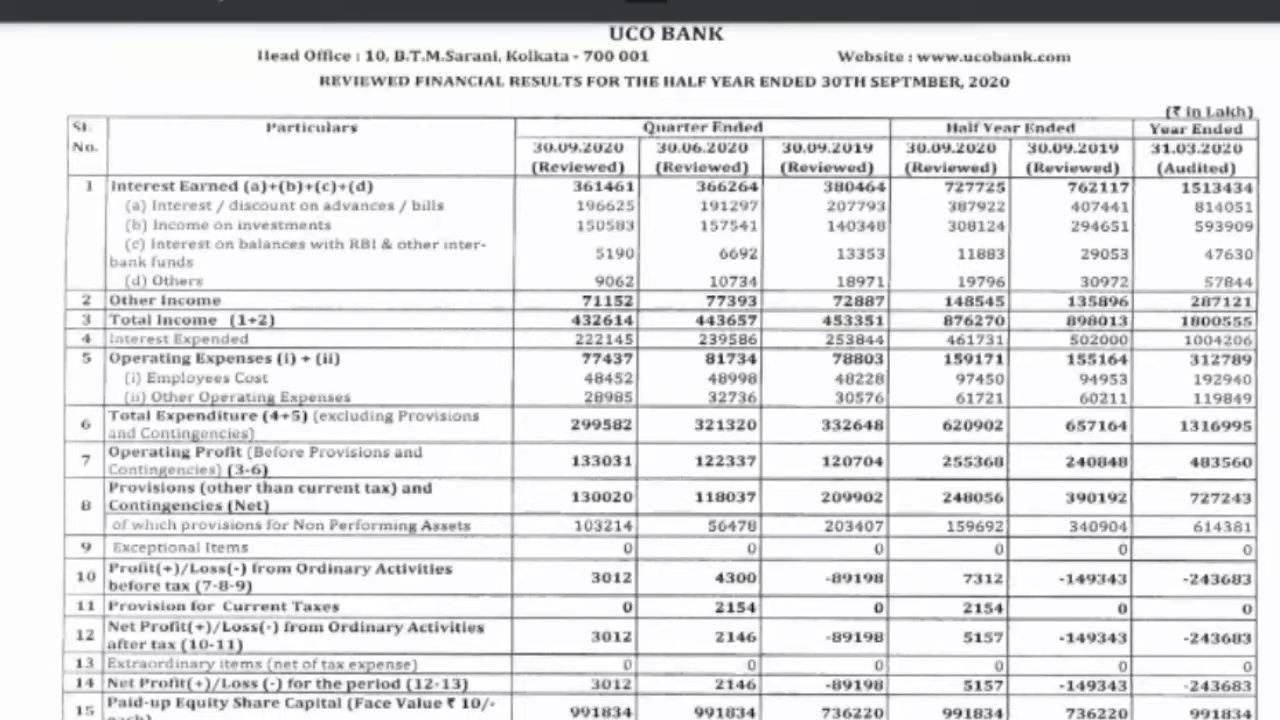 UCO BANK
Head Office : 10, B.T.M.Sarani, Kolkata - 700 001 Website : www.ucobank.com
REVIEWED FINANCIAL RESULTS FOR THE HALF YEAR ENDED 30TH SEPTMBER, 2020
(₹ in Lakh)
Sl. Particulars Quarter Ended Half Year Ended Year Ended
No. 30.09.2020 30.06.2020 30.09.2019 30.09.2020 30.09.2019 31.03.2020
(Reviewed) (Reviewed) (Reviewed) (Reviewed) (Reviewed) (Audited)
1 Interest Earned (a)+(b)+(c)+(d) 361461 366264 380464 727725 762117 1513434
(a) Interest / discount on advances / bills 196625 191297 207793 387922 407441 814051
(b) Income on investments 150583 157541 140348 308124 294651 593909
(c) Interest on balances with RBI & other inter-
bank funds 5190 6692 13353 11883 29053 47630
(d) Others 9062 10734 18971 19796 30972 57844
2 Other Income 71152 77393 72887 148545 135896 287121
3 Total Income (1+2) 432614 443657 453351 876270 898013 1800555
4 Interest Expended 222145 239586 253844 461731 502000 1004206
5 Operating Expenses (i) + (ii) 77437 81734 78803 159171 155164 312789
(i) Employees Cost 48452 48998 48228 97450 94953 192940
(ii) Other Operating Expenses 28985 32736 30576 61721 60211 119849
6 Total Expenditure (4+5) (excluding Provisions
and Contingencies) 299582 321320 332648 620902 657164 1316995
7 Operating Profit (Before Provisions and
Contingencies) (3-6) 133031 122337 120704 255368 240848 483560
8 Provisions (other than current tax) and
Contingencies (Net) 130020 118037 209902 248056 390192 727243
of which provisions for Non Performing Assets 103214 56478 203407 159692 340904 614381
9 Exceptional Items 0 0 0 0 0 0
10 Profit(+)/Loss(-) from Ordinary Activities
before tax (7-8-9) 3012 4300 -89198 7312 -149343 -243683
11 Provision for Current Taxes 0 2154 0 2154 0 0
12 Net Profit(+)/Loss(-) from Ordinary Activities
after tax (10-11) 3012 2146 -89198 5157 -149343 -243683
13 Extraordinary items (net of tax expense) 0 0 0 0 0 0
14 Net Profit(+)/Loss (-) for the period (12-13) 3012 2146 -89198 5157 -149343 -243683
15 Paid-up Equity Share Capital (Face Value ₹ 10/-
991834 991834 736220 991834 736220 991834